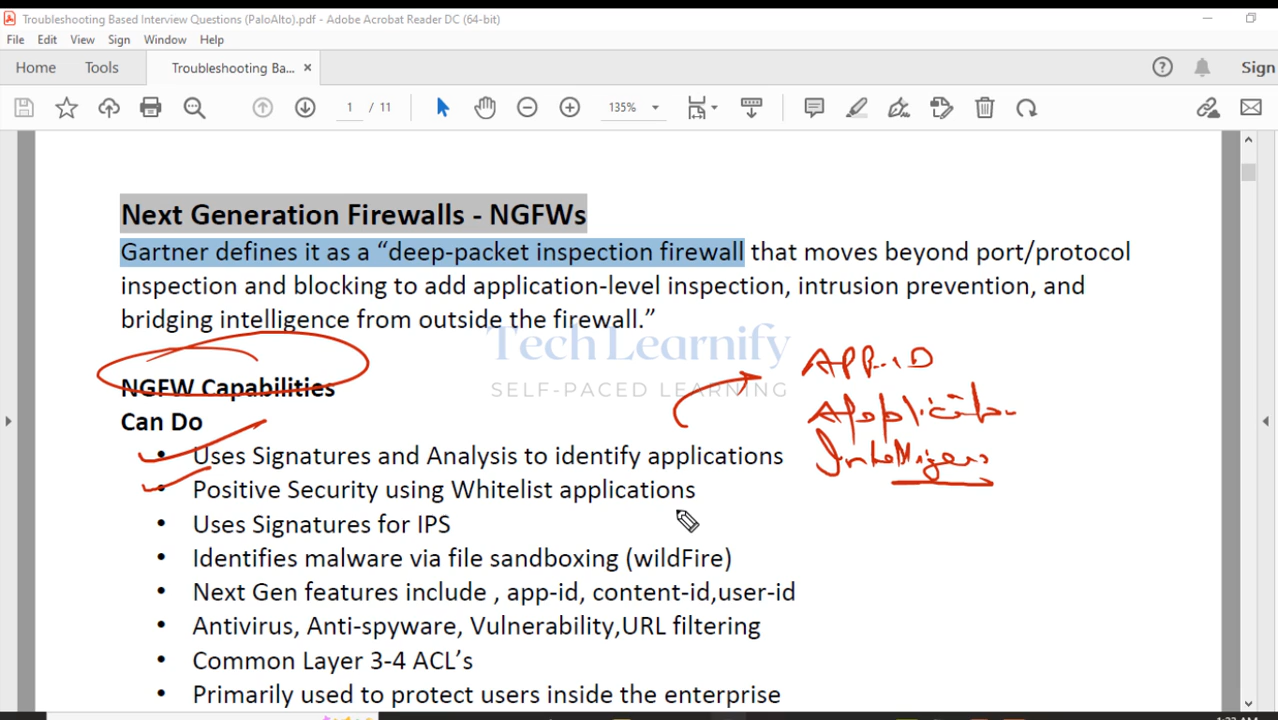 Troubleshooting Based Interview Questions (PaloAlto).pdf - Adobe Acrobat Reader DC (64-bit)
File Edit View Sign Window Help
Home Tools Troubleshooting Ba... × Sign
1 / 11 135%
Next Generation Firewalls - NGFWs
Gartner defines it as a “deep-packet inspection firewall that moves beyond port/protocol
inspection and blocking to add application-level inspection, intrusion prevention, and
bridging intelligence from outside the firewall.”
Tech Learnify
SELF-PACED LEARNING
APP-ID
NGFW Capabilities
Application
Can Do
• Uses Signatures and Analysis to identify applications
• Positive Security using Whitelist applications
• Uses Signatures for IPS
• Identifies malware via file sandboxing (wildFire)
• Next Gen features include , app-id, content-id,user-id
• Antivirus, Anti-spyware, Vulnerability,URL filtering
• Common Layer 3-4 ACL’s
• Primarily used to protect users inside the enterprise